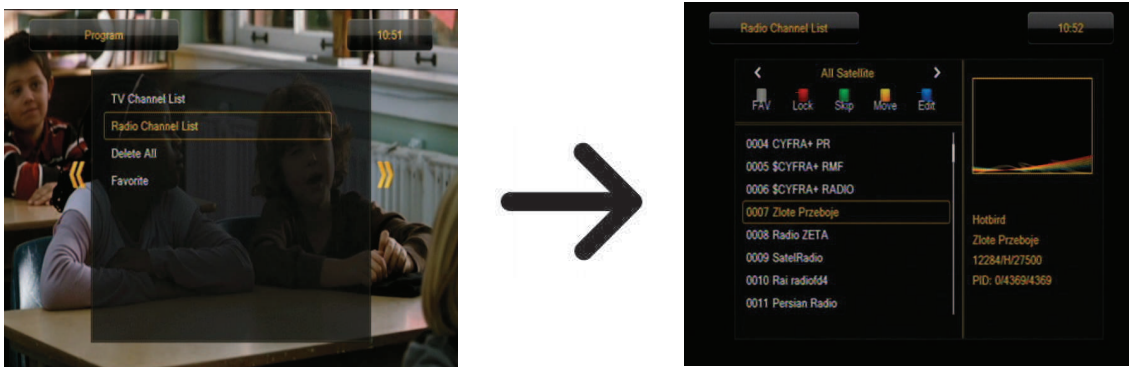 Program
10:51
TV Channel List
Radio Channel List
Delete All
Favorite
Radio Channel List
10:52
All Satellite
FAV Lock Skip Move Edit
0004 CYFRA+ PR
0005 $CYFRA+ RMF
0006 $CYFRA+ RADIO
0007 Zlote Przeboje
0008 Radio ZETA
0009 SatelRadio
0010 Rai radiofd4
0011 Persian Radio
Hotbird
Zlote Przeboje
12284/H/27500
PID: 0/4369/4369